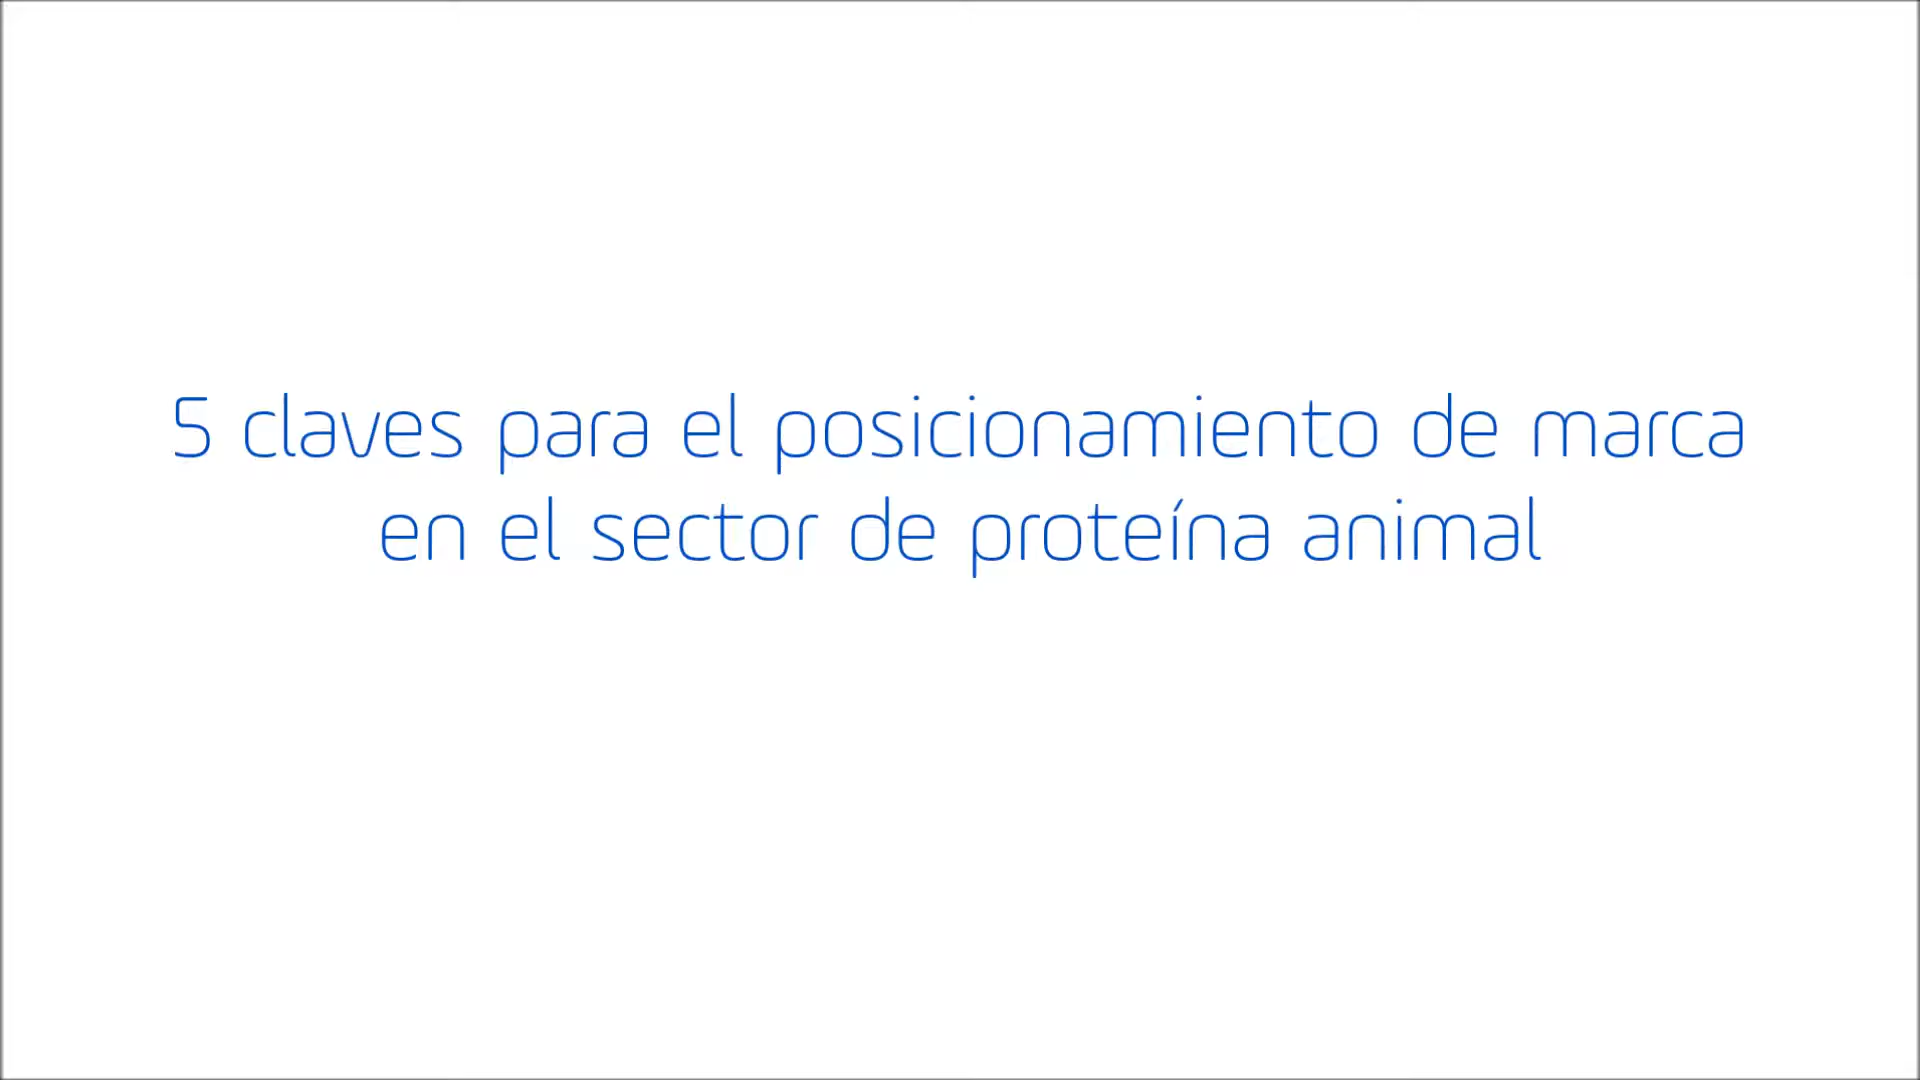 5 claves para el posicionamiento de marca
en el sector de proteína animal